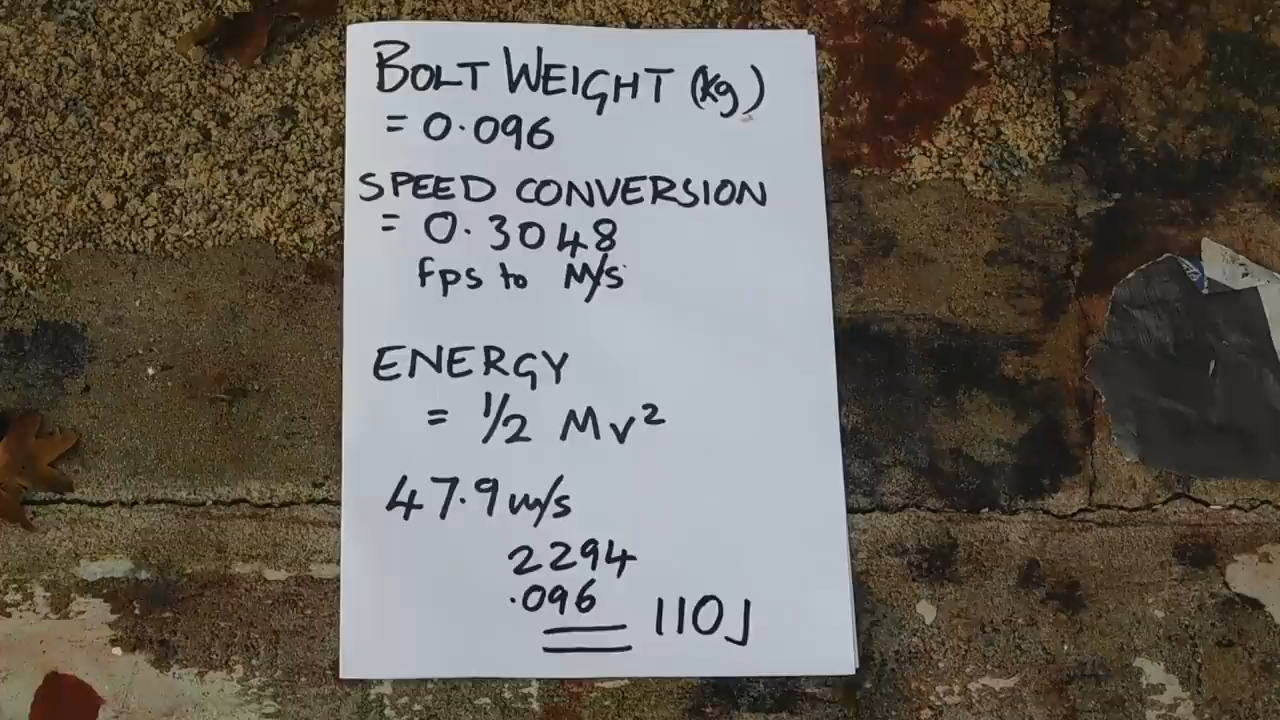 BOLT WEIGHT (kg)
= 0.096
SPEED CONVERSION
= 0.3048
fps to M/s
ENERGY
= 1/2 Mv²
47.9 m/s
2294
.096
110J